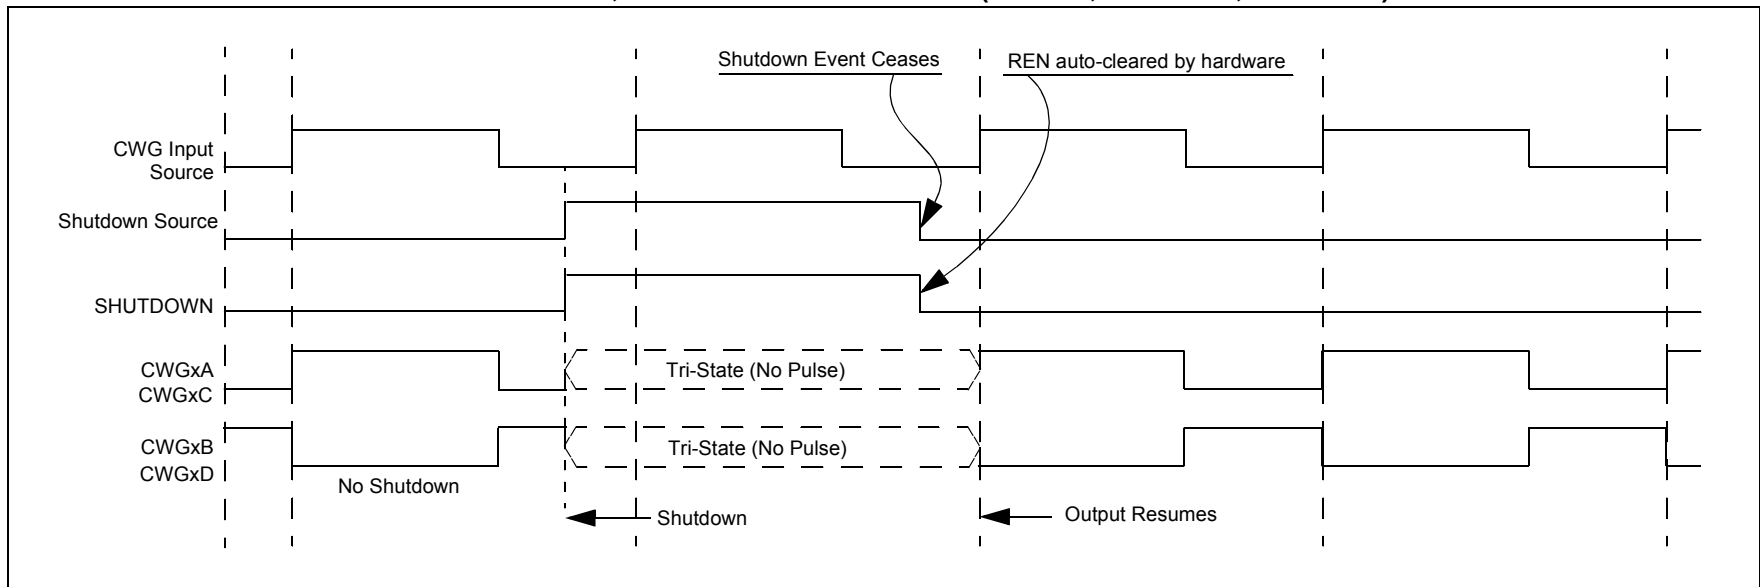 Shutdown Event Ceases
REN auto-cleared by hardware
CWG Input
Source
Shutdown Source
SHUTDOWN
CWGxA
CWGxC
Tri-State (No Pulse)
CWGxB
CWGxD
Tri-State (No Pulse)
No Shutdown
Shutdown
Output Resumes